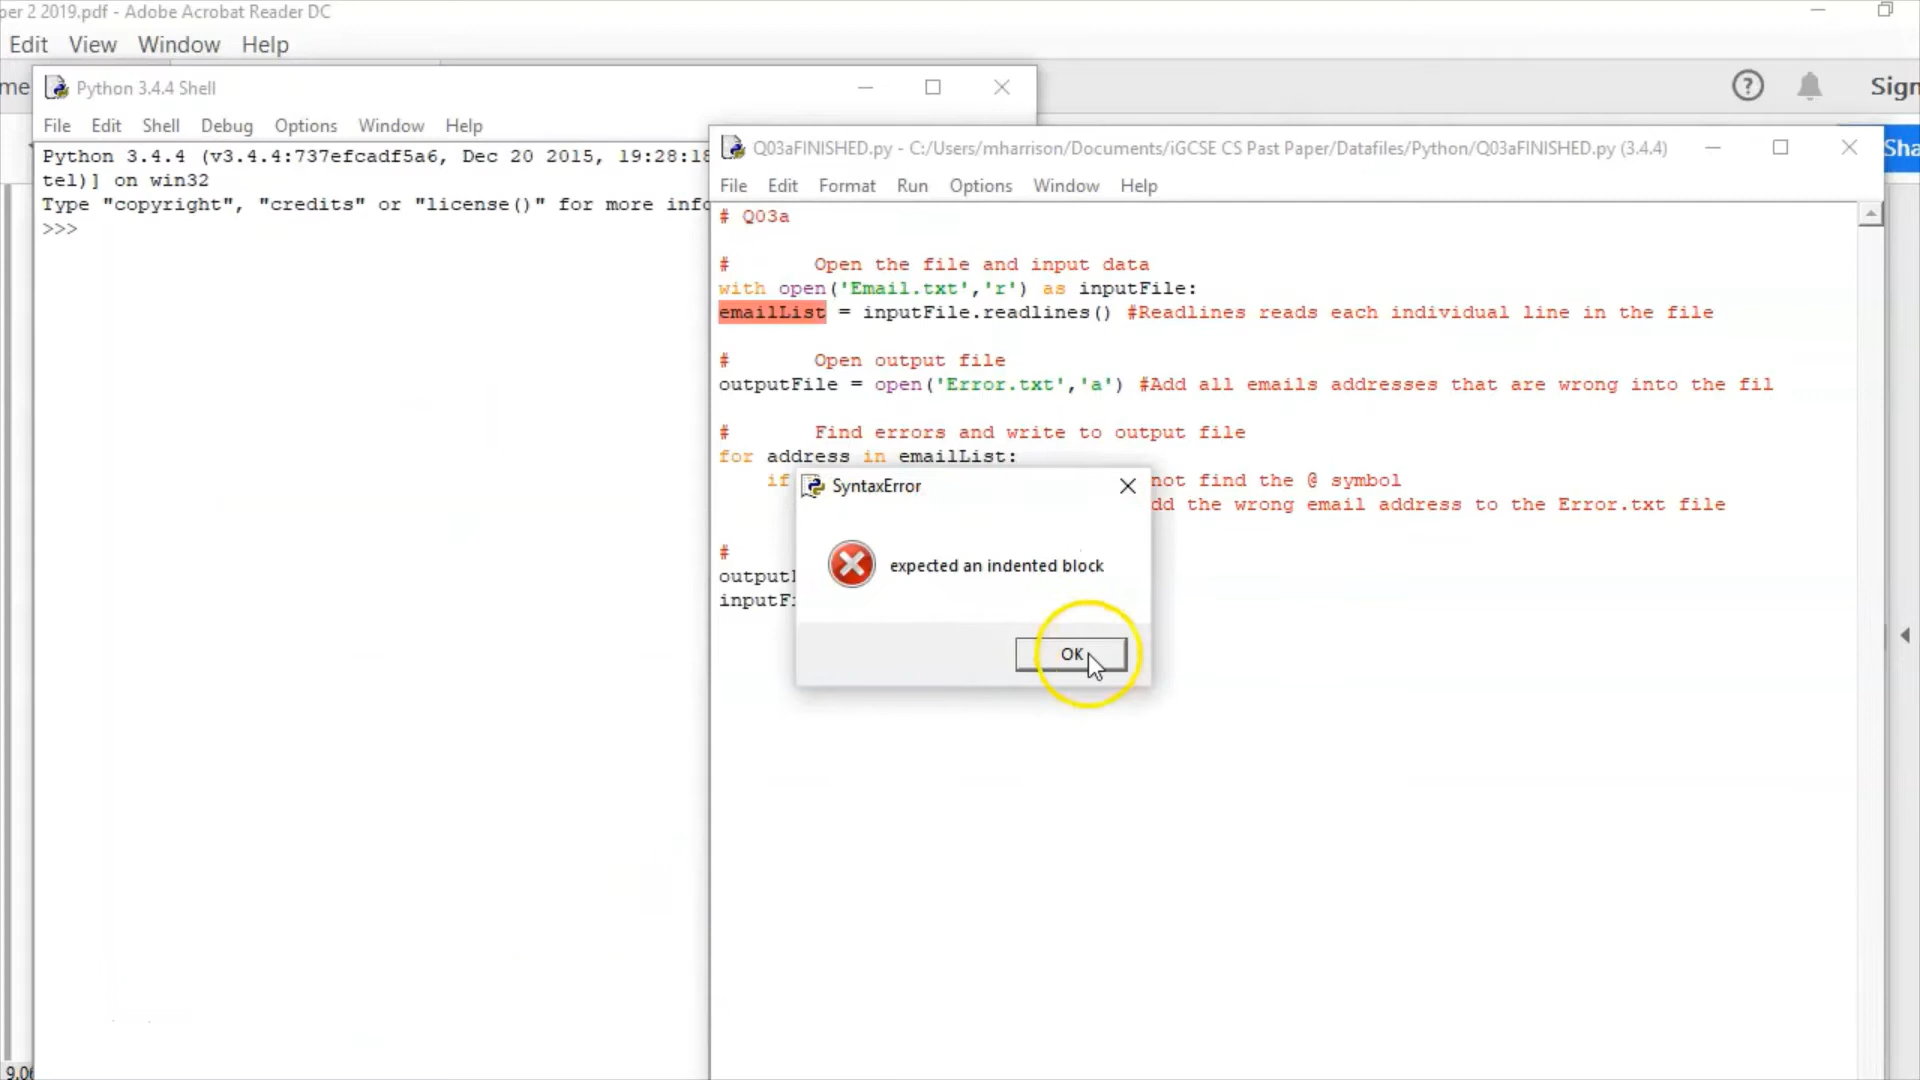 per 2 2019.pdf - Adobe Acrobat Reader DC
Edit View Window Help
Sign
Python 3.4.4 Shell
File Edit Shell Debug Options Window Help
Python 3.4.4 (v3.4.4:737efcadf5a6, Dec 20 2015, 19:28:18
tel)] on win32
Type "copyright", "credits" or "license()" for more info
>>>
Q03aFINISHED.py - C:/Users/mharrison/Documents/iGCSE CS Past Paper/Datafiles/Python/Q03aFINISHED.py (3.4.4)
Sha
File Edit Format Run Options Window Help
# Q03a
# Open the file and input data
with open('Email.txt','r') as inputFile:
emailList = inputFile.readlines() #Readlines reads each individual line in the file
# Open output file
outputFile = open('Error.txt','a') #Add all emails addresses that are wrong into the fil
# Find errors and write to output file
for address in emailList:
if not find the @ symbol
dd the wrong email address to the Error.txt file
#
output
inputF
SyntaxError
expected an indented block
OK
9.06